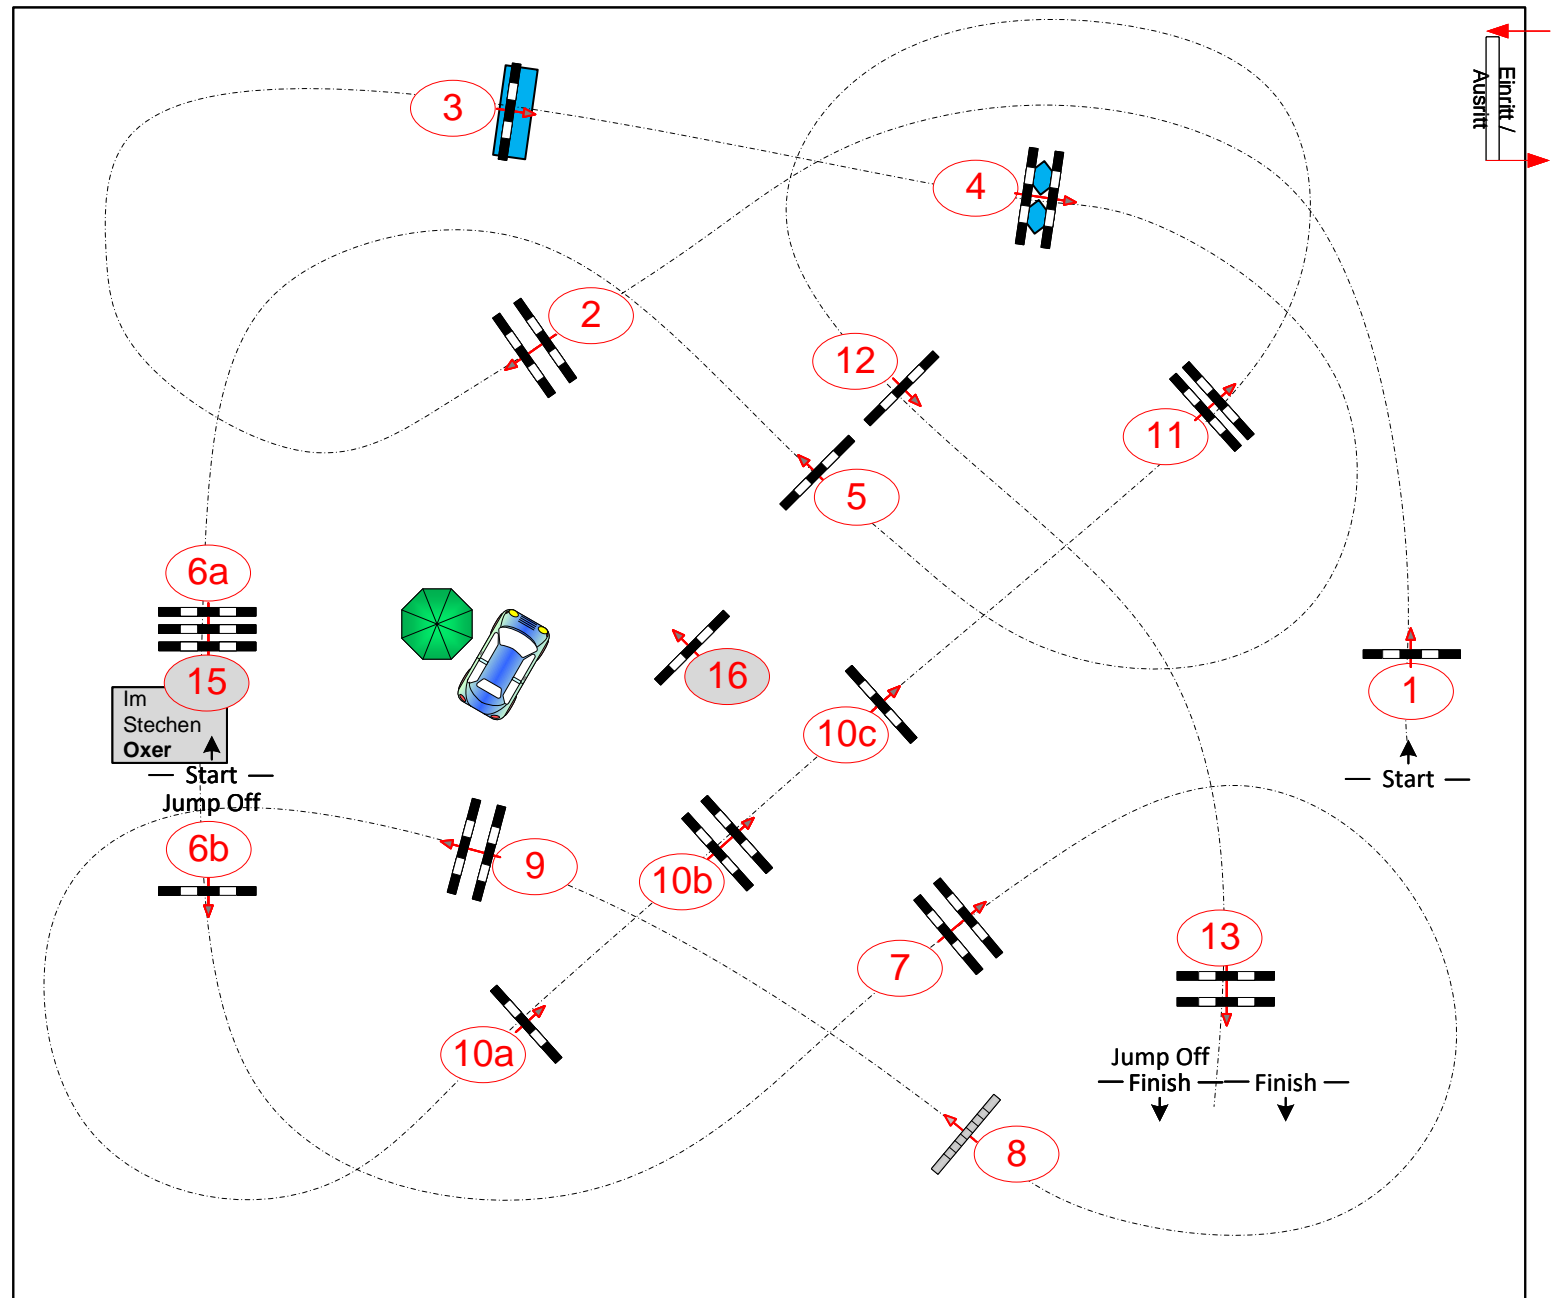 Einritt /
Ausritt
3
4
2
12
11
5
6a
15
16
1
Im
Stechen
Oxer
Start
Jump Off
Start
10c
6b
9
10b
7
13
10a
Jump Off
Finish
Finish
8